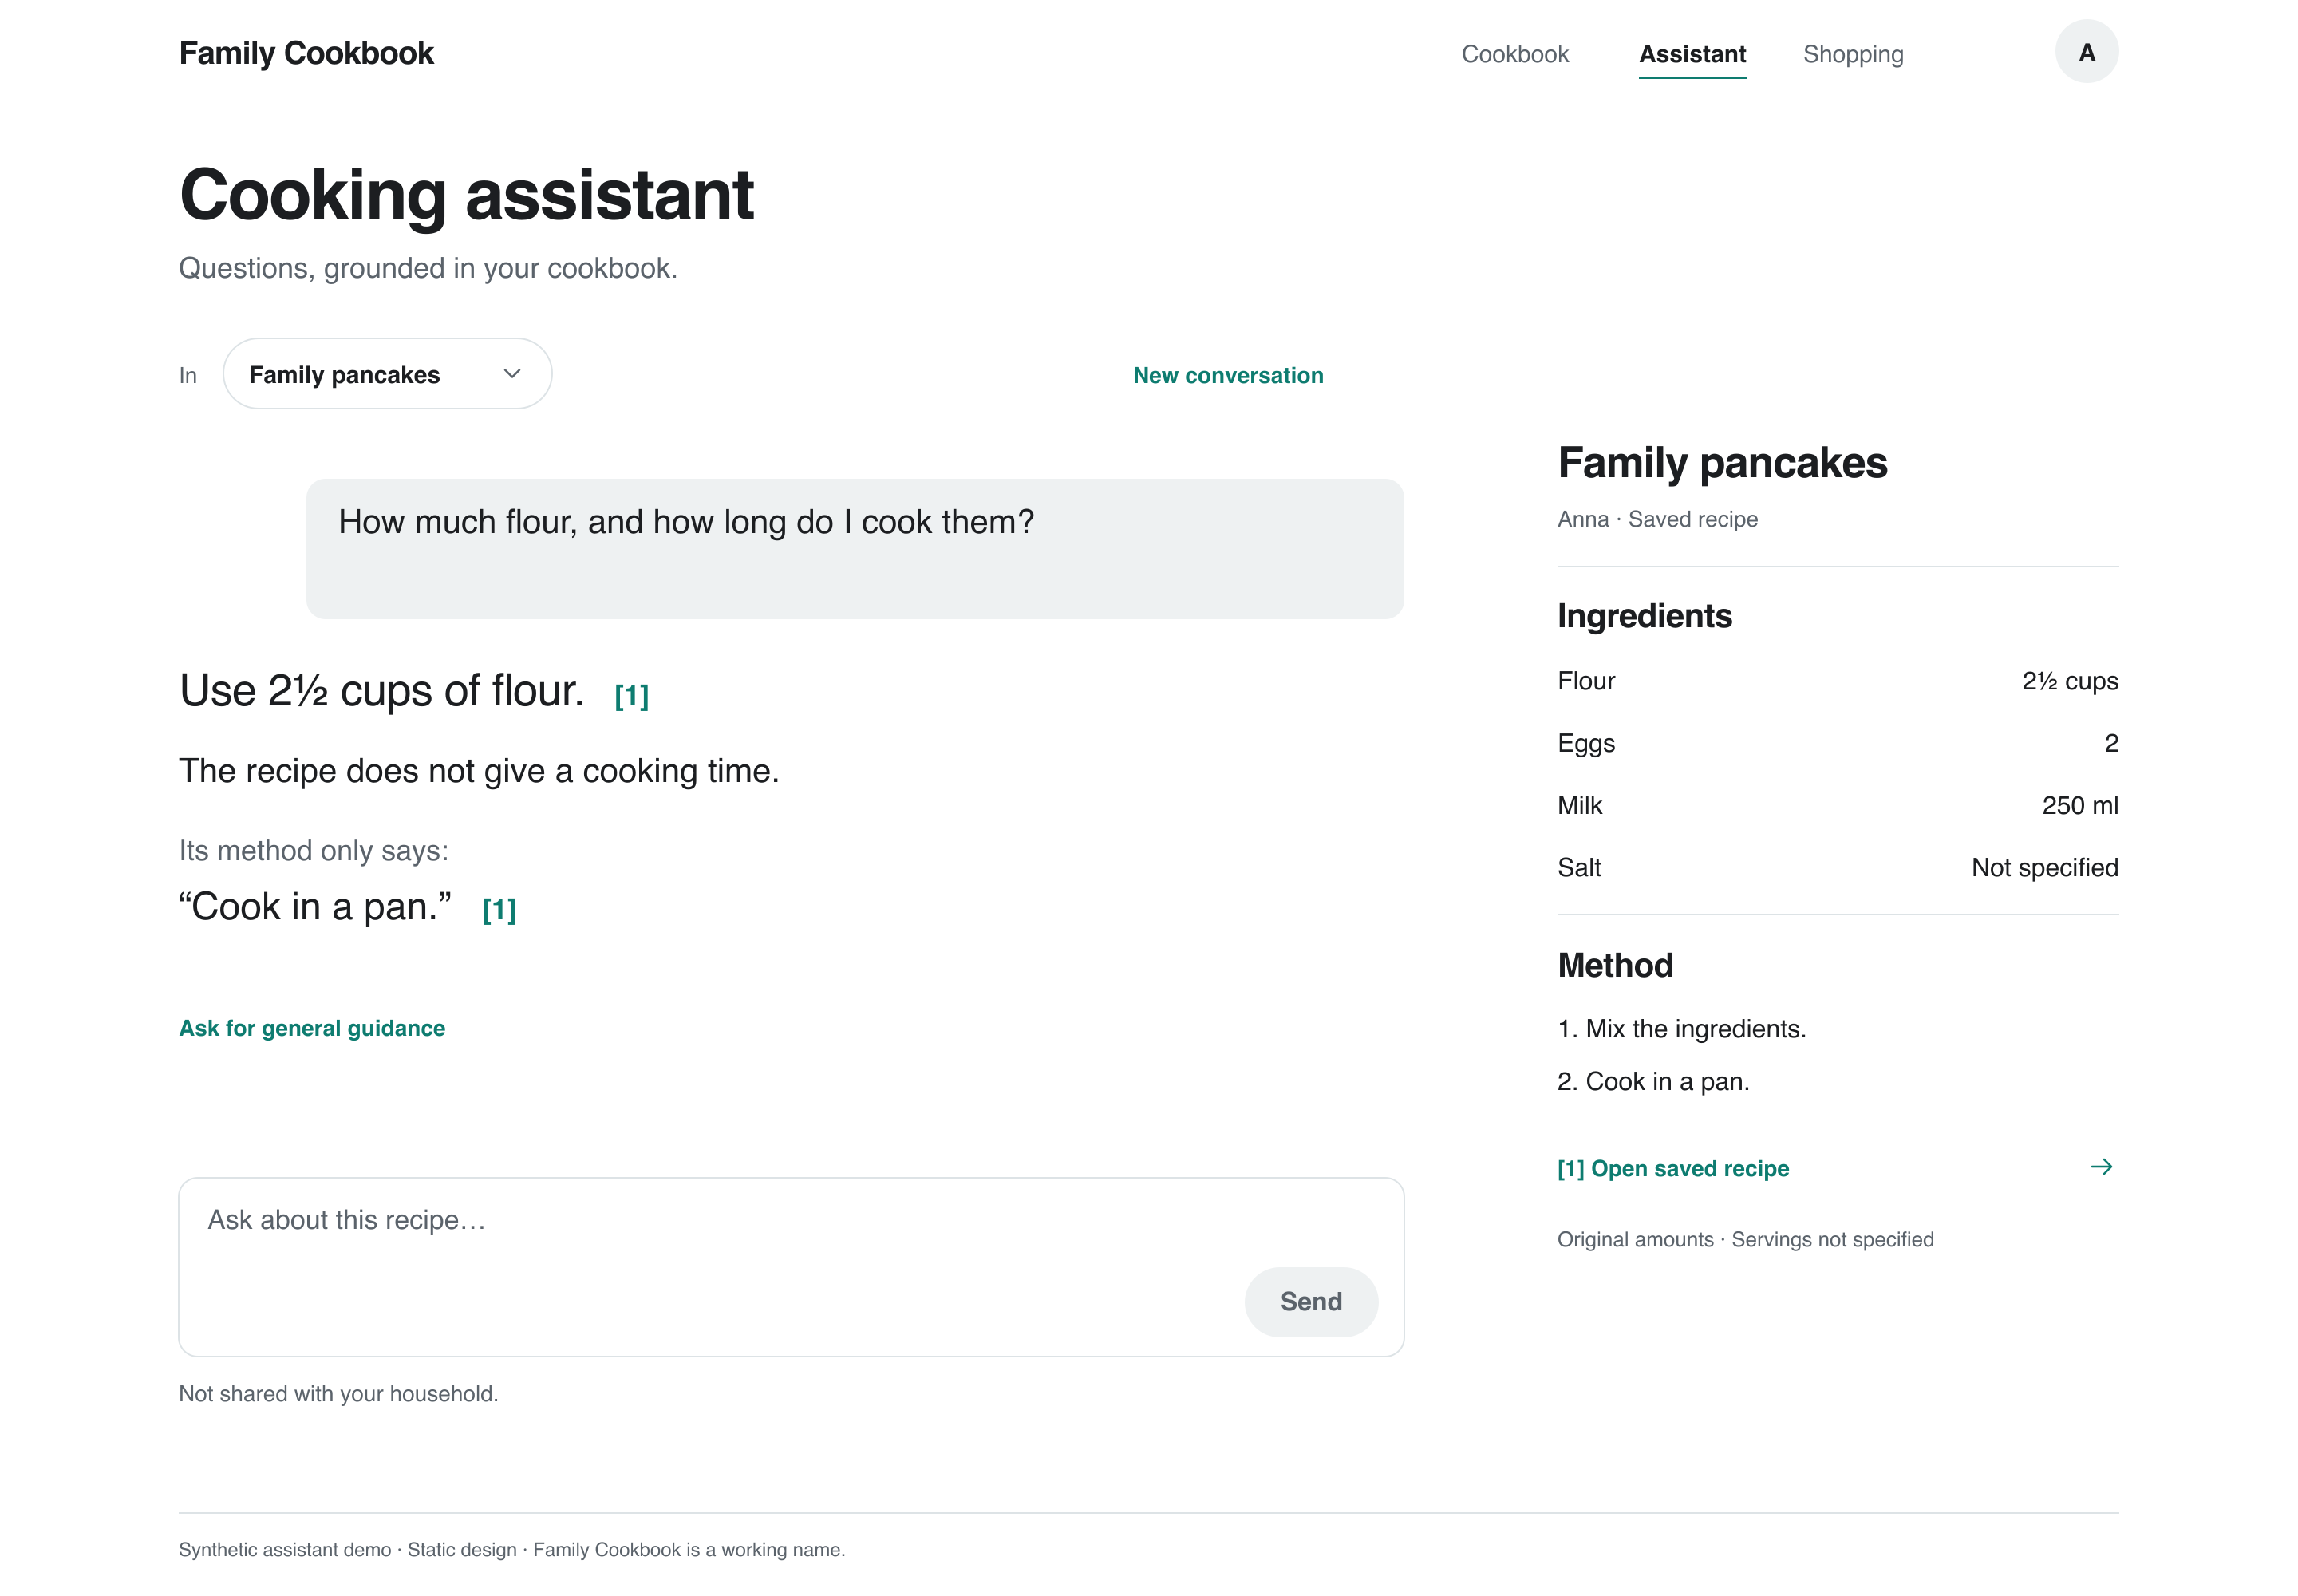 Family Cookbook
Cookbook
Assistant
Shopping
A
Cooking assistant
Questions, grounded in your cookbook.
In
Family pancakes
New conversation
How much flour, and how long do I cook them?
Use 2½ cups of flour. [1]
The recipe does not give a cooking time.
Its method only says:
“Cook in a pan.” [1]
Ask for general guidance
Ask about this recipe…
Send
Not shared with your household.
Family pancakes
Anna · Saved recipe
Ingredients
Flour 2½ cups
Eggs 2
Milk 250 ml
Salt Not specified
Method
1. Mix the ingredients.
2. Cook in a pan.
[1] Open saved recipe
Original amounts · Servings not specified
Synthetic assistant demo · Static design · Family Cookbook is a working name.